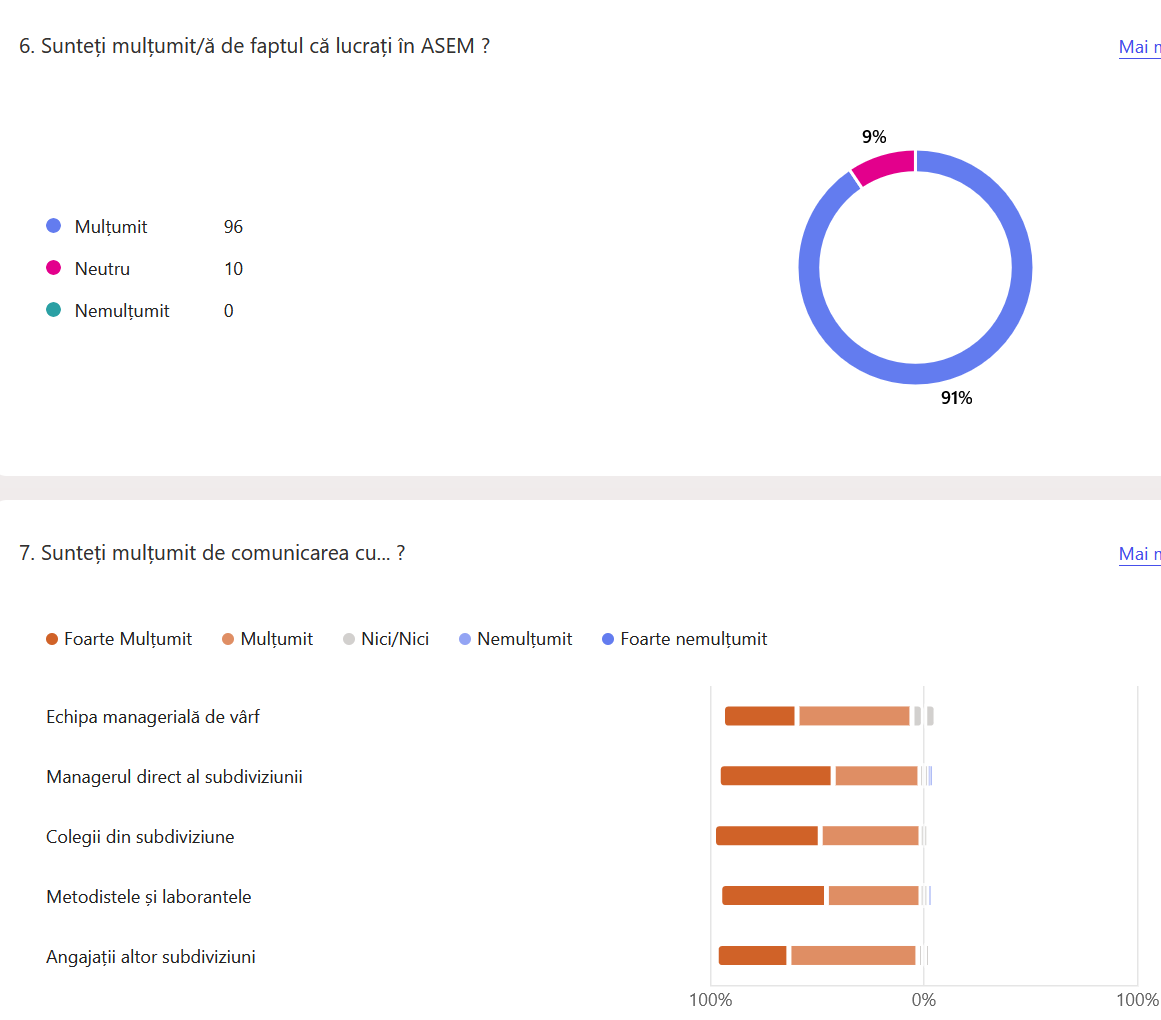 6. Sunteți mulțumit/ă de faptul că lucrați în ASEM ?
Mai
9%
Mulțumit 96
Neutru 10
Nemulțumit 0
91%
7. Sunteți mulțumit de comunicarea cu... ?
Mai
Foarte Mulțumit Mulțumit Nici/Nici Nemulțumit Foarte nemulțumit
Echipa managerială de vârf
Managerul direct al subdiviziunii
Colegii din subdiviziune
Metodistele și laborantele
Angajații altor subdiviziuni
100% 0% 100%